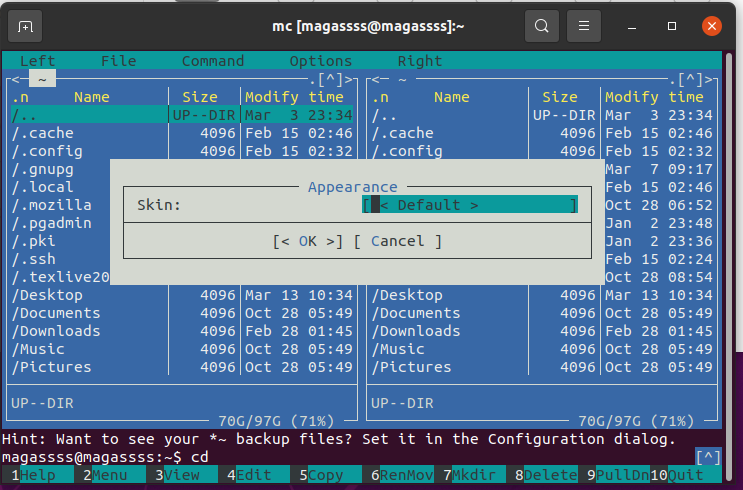 mc [magassss@magassss]:~
Left File Command Options Right
<─ ~ ─.[^]>┐ <─ ~ ─.[^]>
.n Name Size Modify time .n Name Size Modify time
/.. UP--DIR Mar 3 23:34 /.. UP--DIR Mar 3 23:34
/.cache 4096 Feb 15 02:46 /.cache 4096 Feb 15 02:46
/.config 4096 Feb 15 02:32 /.config 4096 Feb 15 02:32
/.gnupg Mar 7 09:17
/.local Appearance Feb 15 02:46
/.mozilla Skin: [ < Default > ] Oct 28 06:52
/.pgadmin Jan 2 23:48
/.pki [< OK >] [ Cancel ] Jan 2 23:36
/.ssh Feb 15 02:24
/.texlive20 Oct 28 08:54
/Desktop 4096 Mar 13 10:34 /Desktop 4096 Mar 13 10:34
/Documents 4096 Oct 28 05:49 /Documents 4096 Oct 28 05:49
/Downloads 4096 Feb 28 01:45 /Downloads 4096 Feb 28 01:45
/Music 4096 Oct 28 05:49 /Music 4096 Oct 28 05:49
/Pictures 4096 Oct 28 05:49 /Pictures 4096 Oct 28 05:49
UP--DIR UP--DIR
70G/97G (71%) 70G/97G (71%)
Hint: Want to see your *~ backup files? Set it in the Configuration dialog.
magassss@magassss:~$ cd [^]
1Help 2Menu 3View 4Edit 5Copy 6RenMov 7Mkdir 8Delete 9PullDn 10Quit